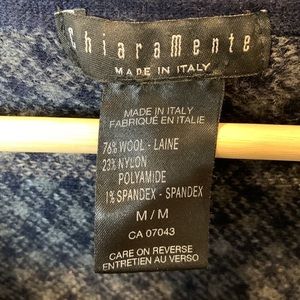 ChiaraMente
MADE IN ITALY
MADE IN ITALY
FABRIQUÉ EN ITALIE
76% WOOL - LAINE
23% NYLON
POLYAMIDE
1% SPANDEX - SPANDEX
M / M
CA 07043
CARE ON REVERSE
ENTRETIEN AU VERSO